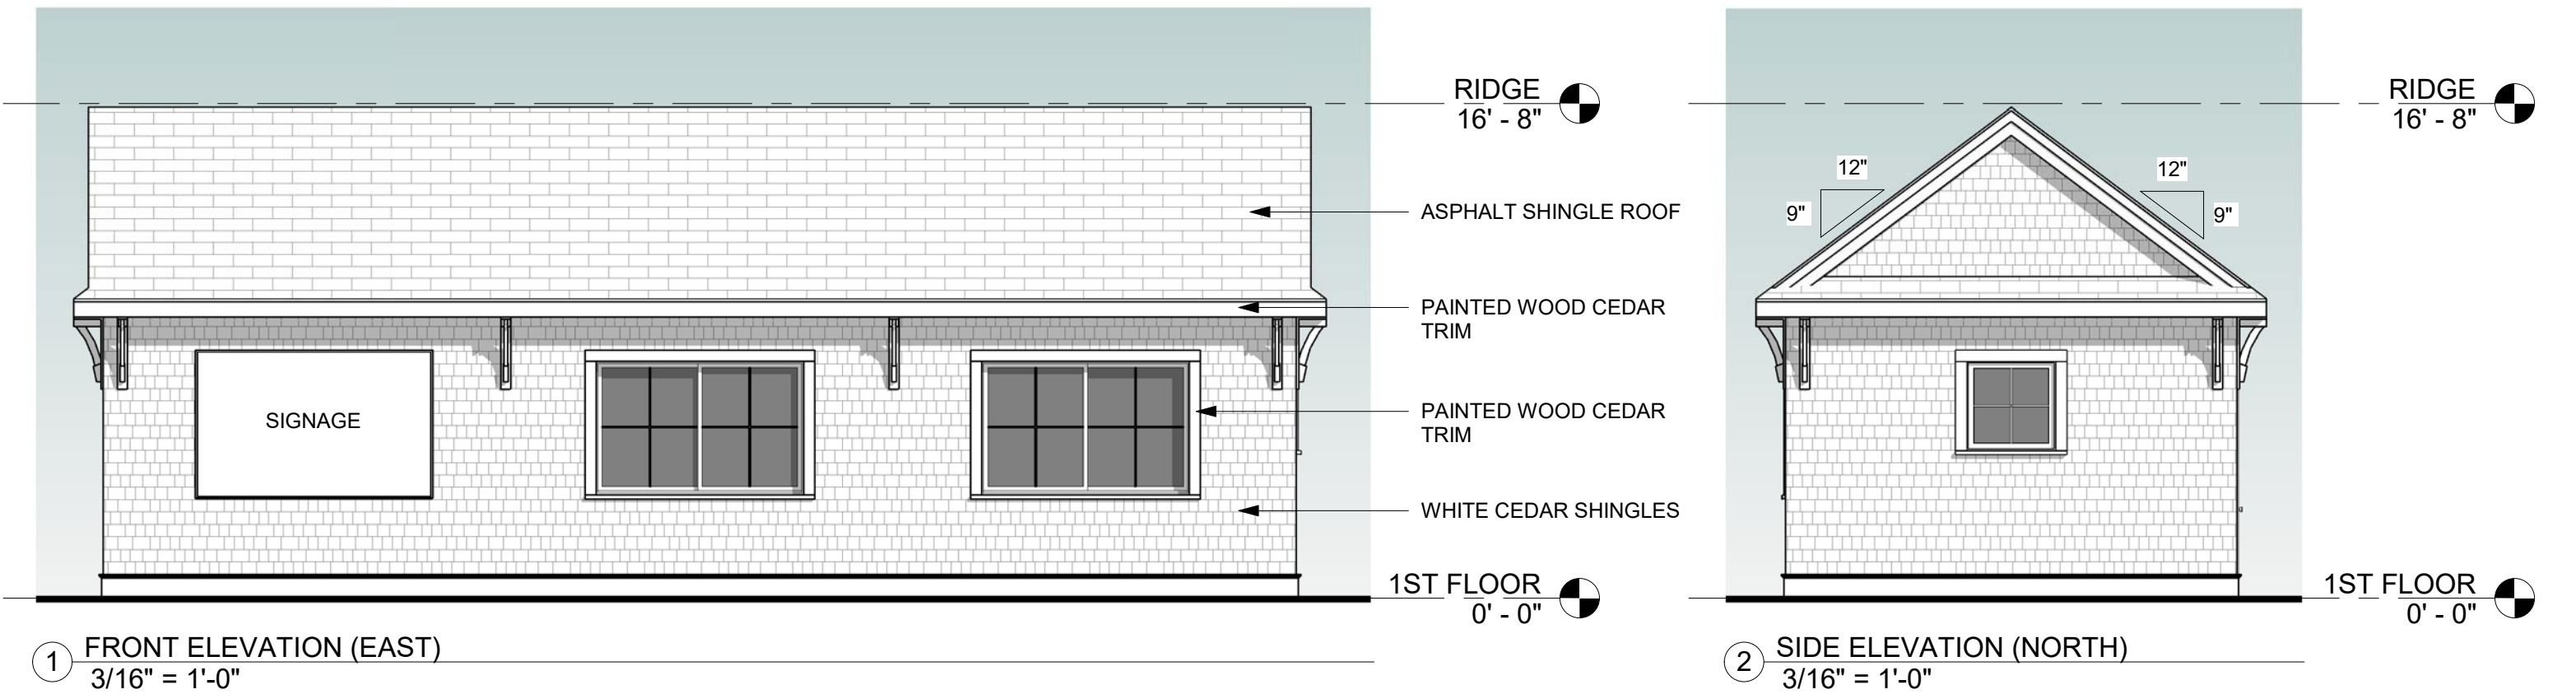 RIDGE
16' - 8"
ASPHALT SHINGLE ROOF
PAINTED WOOD CEDAR
TRIM
PAINTED WOOD CEDAR
TRIM
WHITE CEDAR SHINGLES
SIGNAGE
1ST FLOOR
0' - 0"
1 FRONT ELEVATION (EAST)
3/16" = 1'-0"
RIDGE
16' - 8"
12"
9"
12"
9"
1ST FLOOR
0' - 0"
2 SIDE ELEVATION (NORTH)
3/16" = 1'-0"